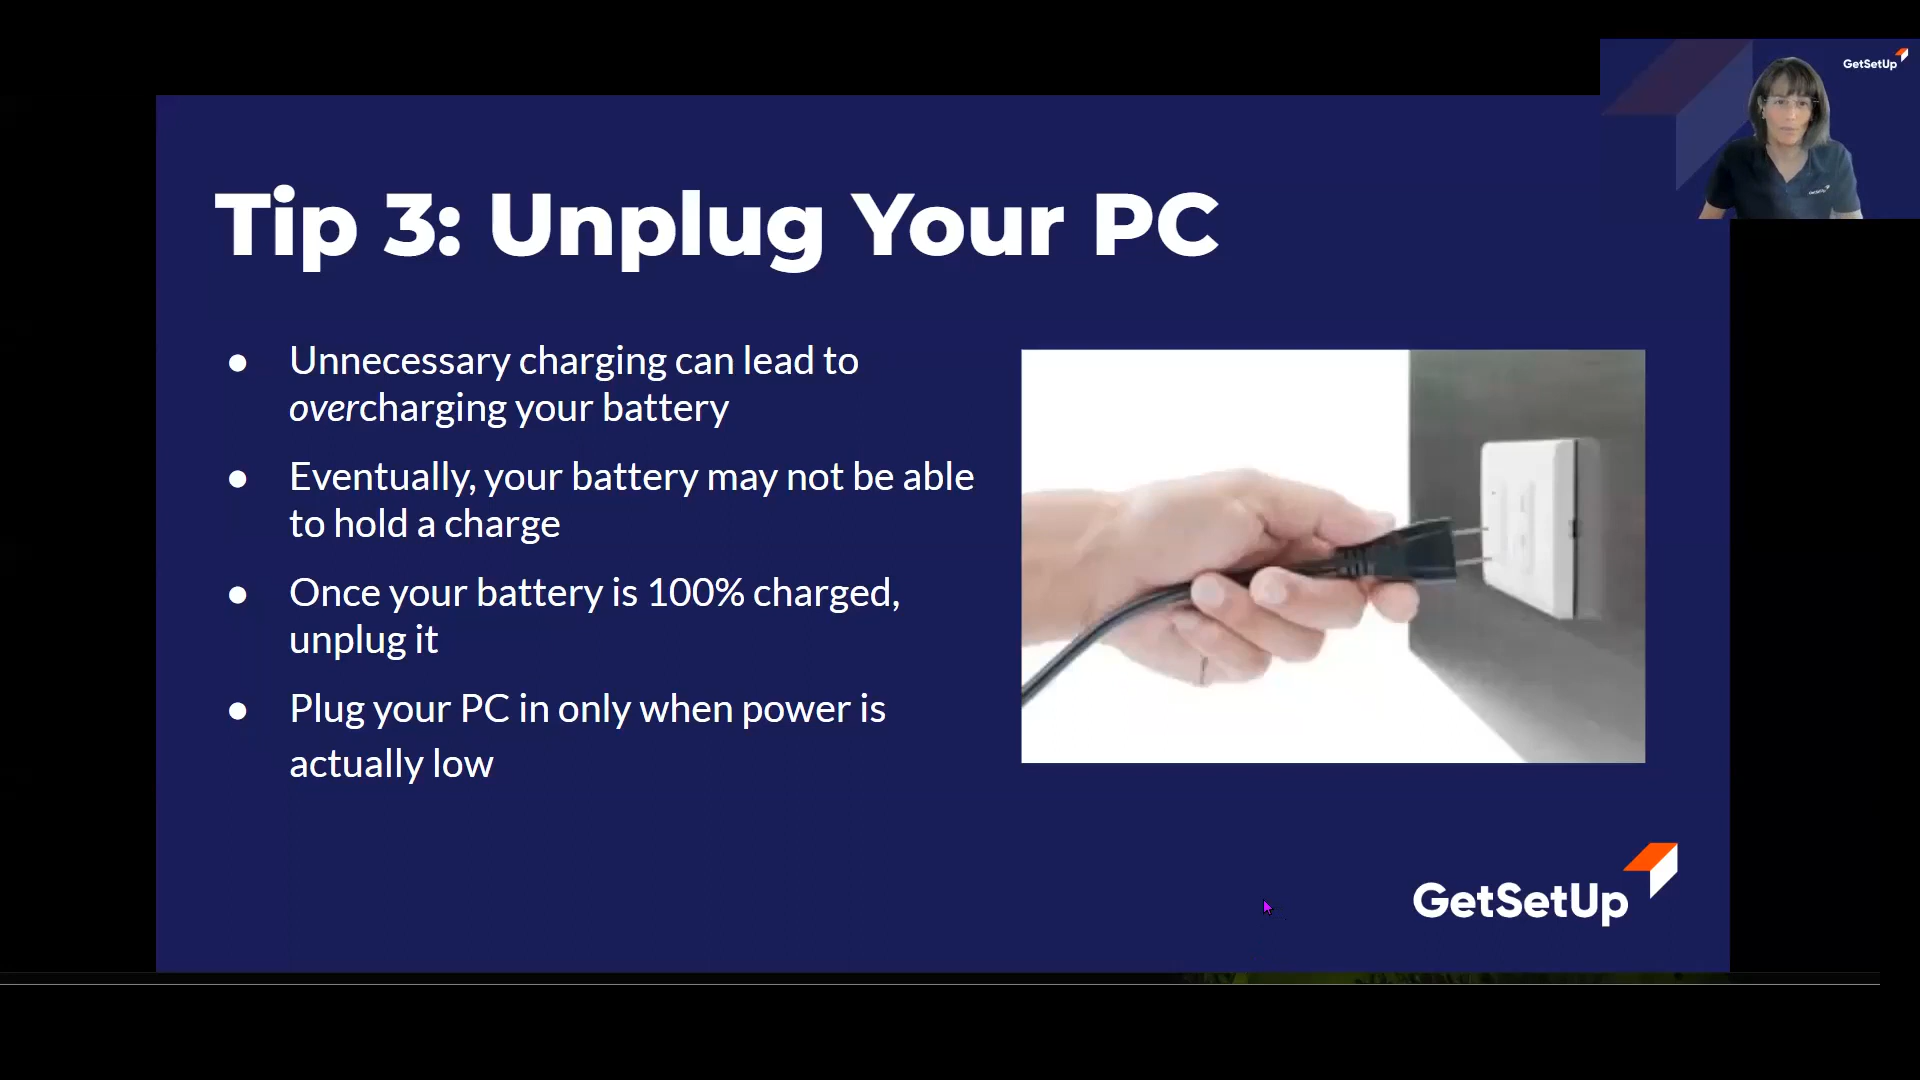 GetSetUp
Tip 3: Unplug Your PC
● Unnecessary charging can lead to
overcharging your battery
● Eventually, your battery may not be able
to hold a charge
● Once your battery is 100% charged,
unplug it
● Plug your PC in only when power is
actually low
GetSetUp